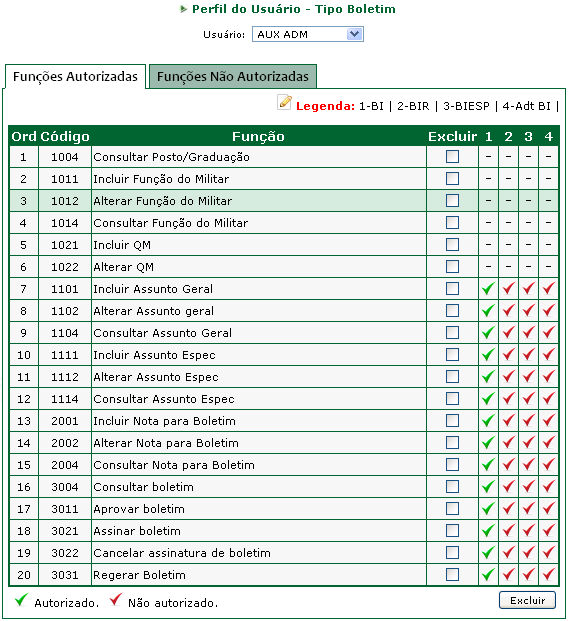 Perfil do Usuário - Tipo Boletim
Usuário: AUX ADM
Funções Autorizadas Funções Não Autorizadas
Legenda: 1-BI | 2-BIR | 3-BIESP | 4-Adt BI |
Ord Código Função Excluir 1 2 3 4
1 1004 Consultar Posto/Graduação - - - -
2 1011 Incluir Função do Militar - - - -
3 1012 Alterar Função do Militar - - - -
4 1014 Consultar Função do Militar - - - -
5 1021 Incluir QM - - - -
6 1022 Alterar QM - - - -
7 1101 Incluir Assunto Geral
8 1102 Alterar Assunto geral
9 1104 Consultar Assunto Geral
10 1111 Incluir Assunto Espec
11 1112 Alterar Assunto Espec
12 1114 Consultar Assunto Espec
13 2001 Incluir Nota para Boletim
14 2002 Alterar Nota para Boletim
15 2004 Consultar Nota para Boletim
16 3004 Consultar boletim
17 3011 Aprovar boletim
18 3021 Assinar boletim
19 3022 Cancelar assinatura de boletim
20 3031 Regerar Boletim
Autorizado. Não autorizado. Excluir